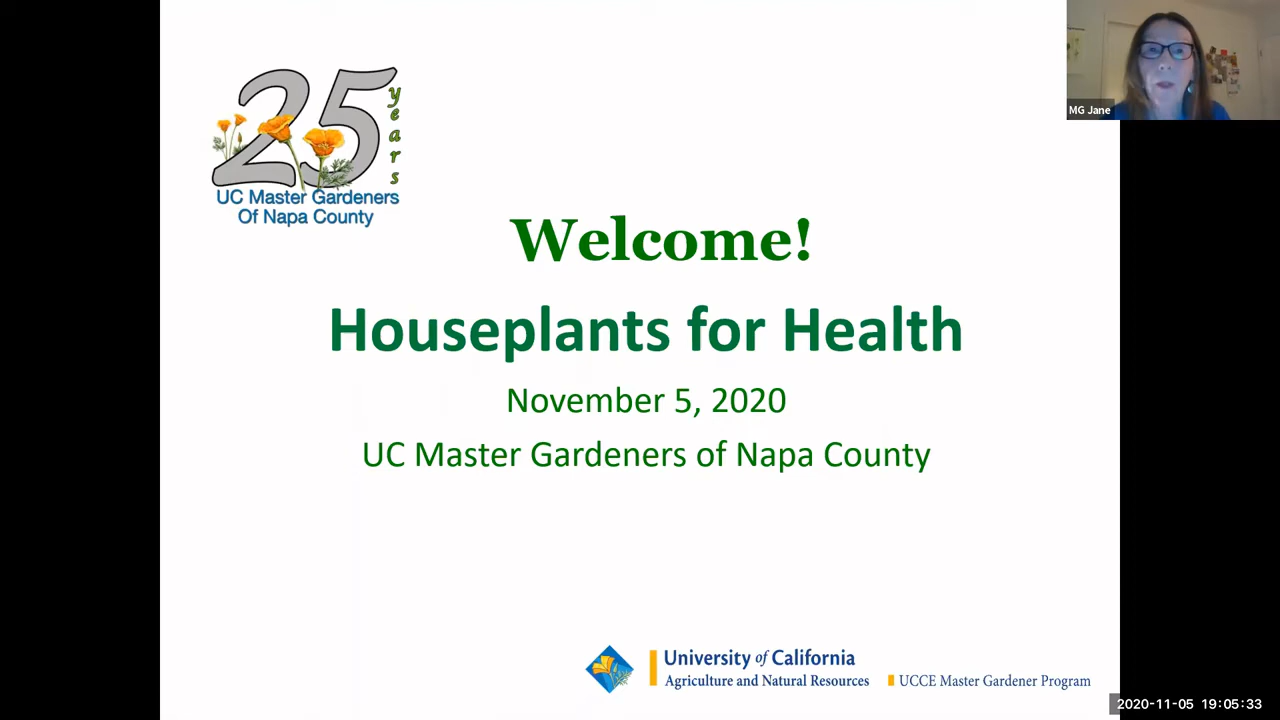 25
years
UC Master Gardeners
Of Napa County
MG Jane
Welcome!
Houseplants for Health
November 5, 2020
UC Master Gardeners of Napa County
University of California
Agriculture and Natural Resources
UCCE Master Gardener Program
2020-11-05 19:05:33